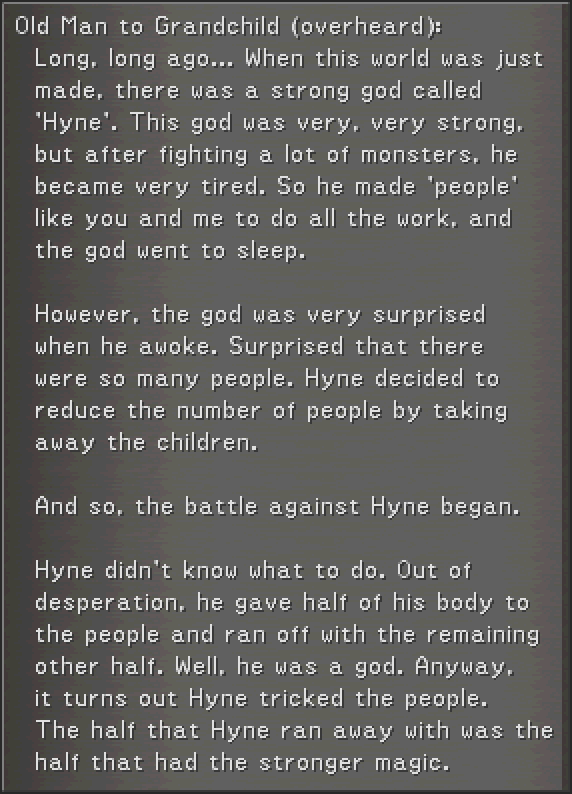 Old Man to Grandchild (overheard):
Long, long ago... When this world was just
made, there was a strong god called
'Hyne'. This god was very, very strong,
but after fighting a lot of monsters, he
became very tired. So he made 'people'
like you and me to do all the work, and
the god went to sleep.
However, the god was very surprised
when he awoke. Surprised that there
were so many people. Hyne decided to
reduce the number of people by taking
away the children.
And so, the battle against Hyne began.
Hyne didn't know what to do. Out of
desperation, he gave half of his body to
the people and ran off with the remaining
other half. Well, he was a god. Anyway,
it turns out Hyne tricked the people.
The half that Hyne ran away with was the
half that had the stronger magic.